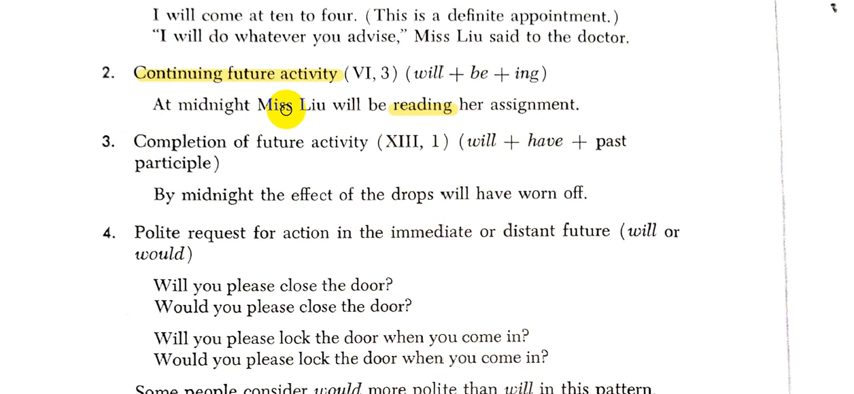 I will come at ten to four. (This is a definite appointment.)
"I will do whatever you advise," Miss Liu said to the doctor.
2. Continuing future activity (VI, 3) (will + be + ing)
At midnight Miss Liu will be reading her assignment.
3. Completion of future activity (XIII, 1) (will + have + past
participle)
By midnight the effect of the drops will have worn off.
4. Polite request for action in the immediate or distant future (will or
would)
Will you please close the door?
Would you please close the door?
Will you please lock the door when you come in?
Would you please lock the door when you come in?
Some people consider would more polite than will in this pattern.